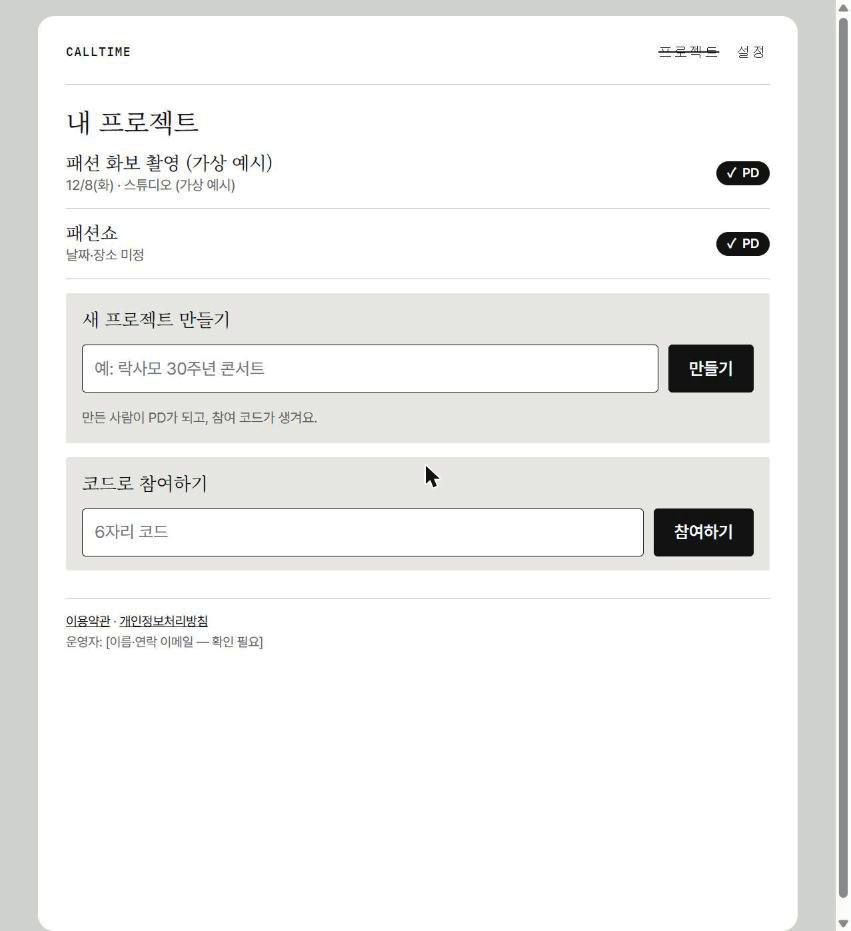 CALLTIME
프로젝트 설정
내 프로젝트
패션 화보 촬영 (가상 예시)
12/8(화) · 스튜디오 (가상 예시)
✓ PD
패션쇼
날짜·장소 미정
✓ PD
새 프로젝트 만들기
예: 락사모 30주년 콘서트
만들기
만든 사람이 PD가 되고, 참여 코드가 생겨요.
코드로 참여하기
6자리 코드
참여하기
이용약관 · 개인정보처리방침
운영자: [이름·연락 이메일 — 확인 필요]